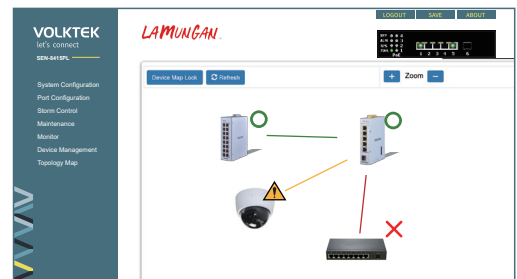 LOGOUT SAVE ABOUT
VOLKTEK
let's connect
SEN-8415PL
LAMUNGAN
PoE 1 2 3 4 5 6
System Configuration
Port Configuration
Storm Control
Maintenance
Monitor
Device Management
Topology Map
Device Map Lock
Refresh
+ Zoom −